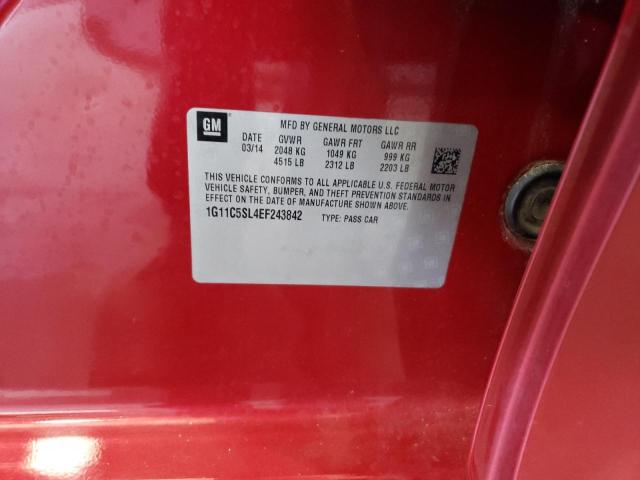 GM
MFD BY GENERAL MOTORS LLC
DATE GVWR GAWR FRT GAWR RR
03/14 2048 KG 1049 KG 999 KG
4515 LB 2312 LB 2203 LB
THIS VEHICLE CONFORMS TO ALL APPLICABLE U.S. FEDERAL MOTOR
VEHICLE SAFETY, BUMPER, AND THEFT PREVENTION STANDARDS IN
EFFECT ON THE DATE OF MANUFACTURE SHOWN ABOVE.
1G11C5SL4EF243842 TYPE: PASS CAR